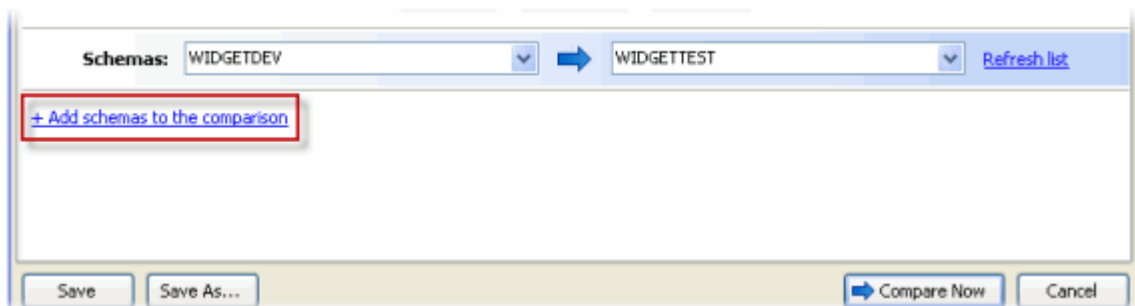 Schemas: WIDGETDEV WIDGETTEST Refresh list
+ Add schemas to the comparison
Save Save As... Compare Now Cancel